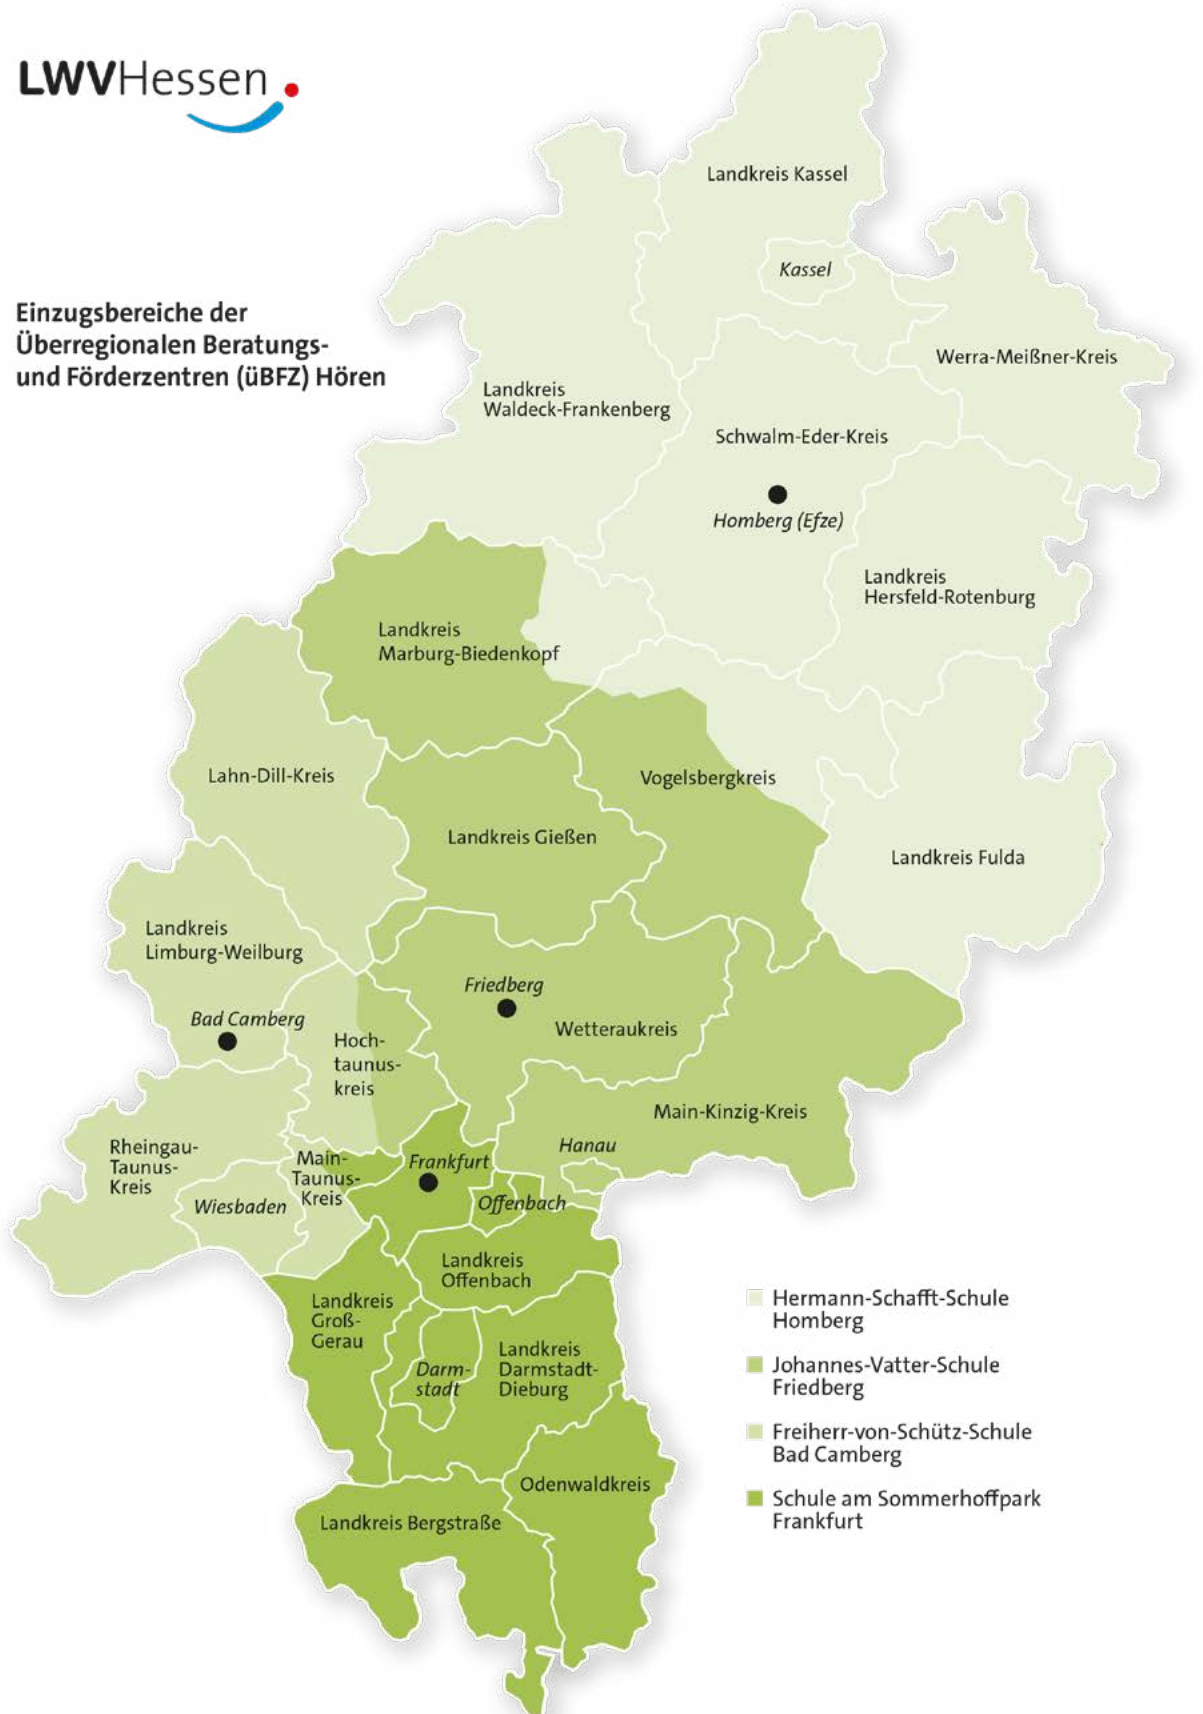 LWVHessen
Einzugsbereiche der
Überregionalen Beratungs-
und Förderzentren (üBFZ) Hören
Landkreis Kassel
Kassel
Werra-Meißner-Kreis
Landkreis
Waldeck-Frankenberg
Schwalm-Eder-Kreis
Homberg (Efze)
Landkreis
Hersfeld-Rotenburg
Landkreis
Marburg-Biedenkopf
Lahn-Dill-Kreis
Vogelsbergkreis
Landkreis Gießen
Landkreis Fulda
Landkreis
Limburg-Weilburg
Bad Camberg
Friedberg
Wetteraukreis
Hoch-
taunus-
kreis
Main-Kinzig-Kreis
Hanau
Rheingau-
Taunus-
Kreis
Wiesbaden
Main-
Taunus-
Kreis
Frankfurt
Offenbach
Landkreis
Offenbach
Landkreis
Groß-
Gerau
Darm-
stadt
Landkreis
Darmstadt-
Dieburg
Odenwaldkreis
Landkreis Bergstraße
Hermann-Schafft-Schule
Homberg
Johannes-Vatter-Schule
Friedberg
Freiherr-von-Schütz-Schule
Bad Camberg
Schule am Sommerhoffpark
Frankfurt